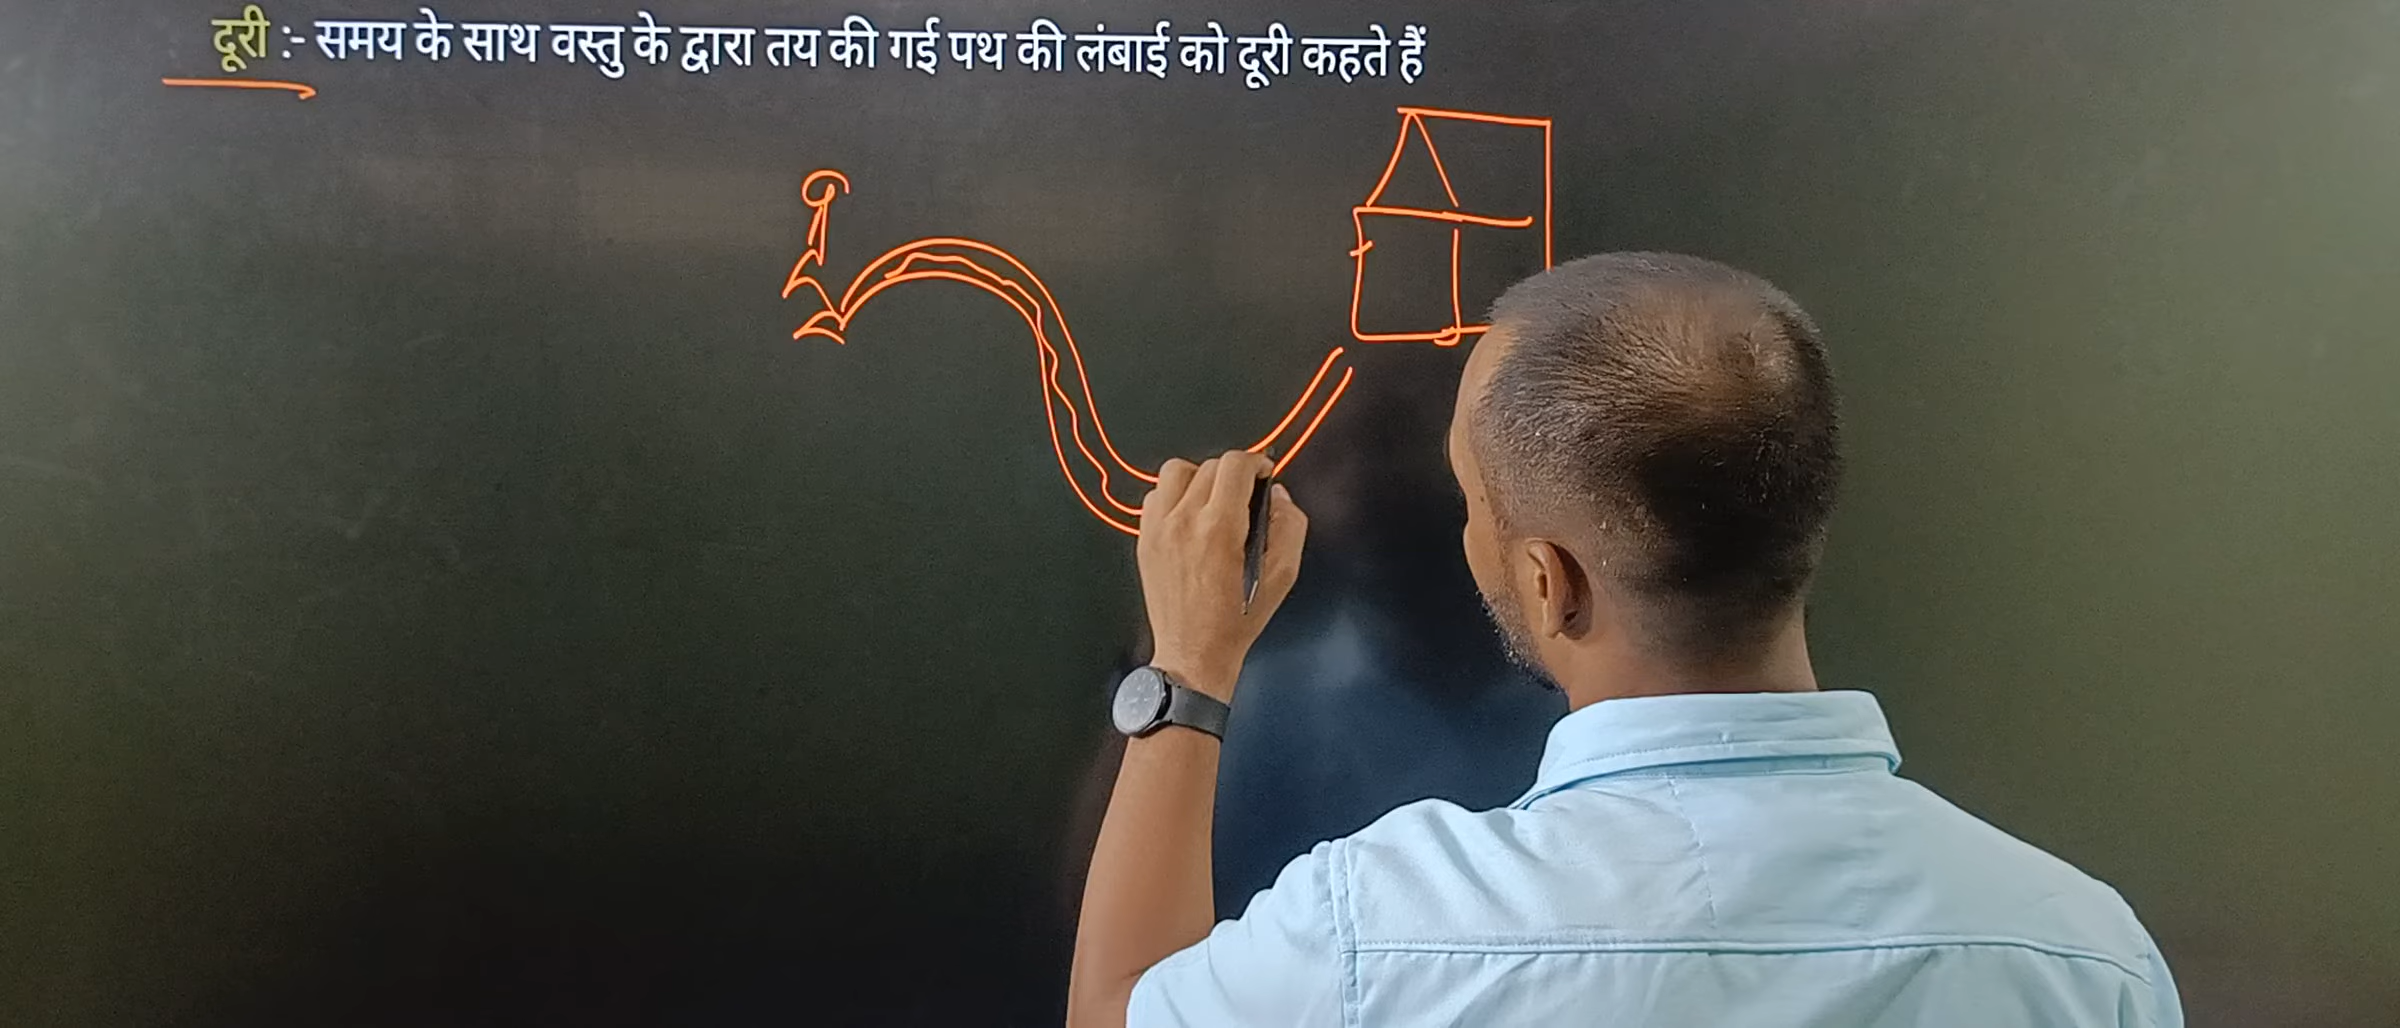 दूरी :- समय के साथ वस्तु के द्वारा तय की गई पथ की लंबाई को दूरी कहते हैं